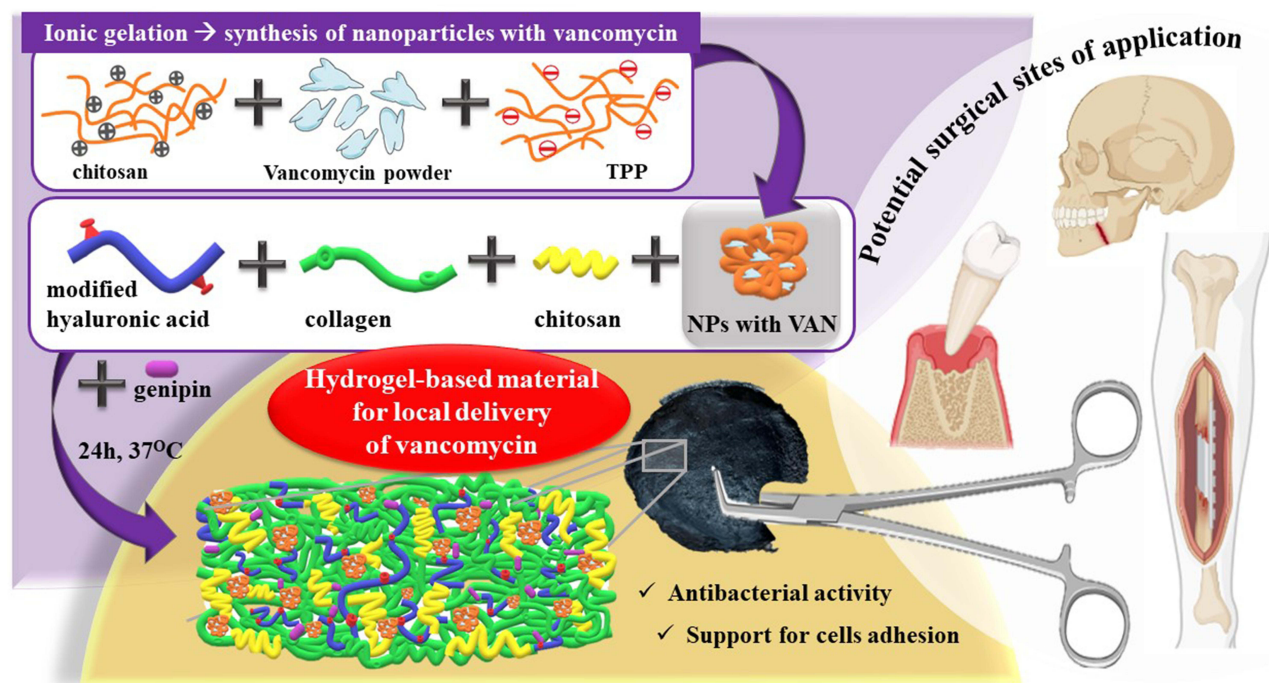 Ionic gelation → synthesis of nanoparticles with vancomycin
chitosan
Vancomycin powder
TPP
modified
hyaluronic acid
collagen
chitosan
NPs with VAN
genipin
24h, 37ᴼC
Hydrogel-based material
for local delivery
of vancomycin
✓ Antibacterial activity
✓ Support for cells adhesion
Potential surgical sites of application